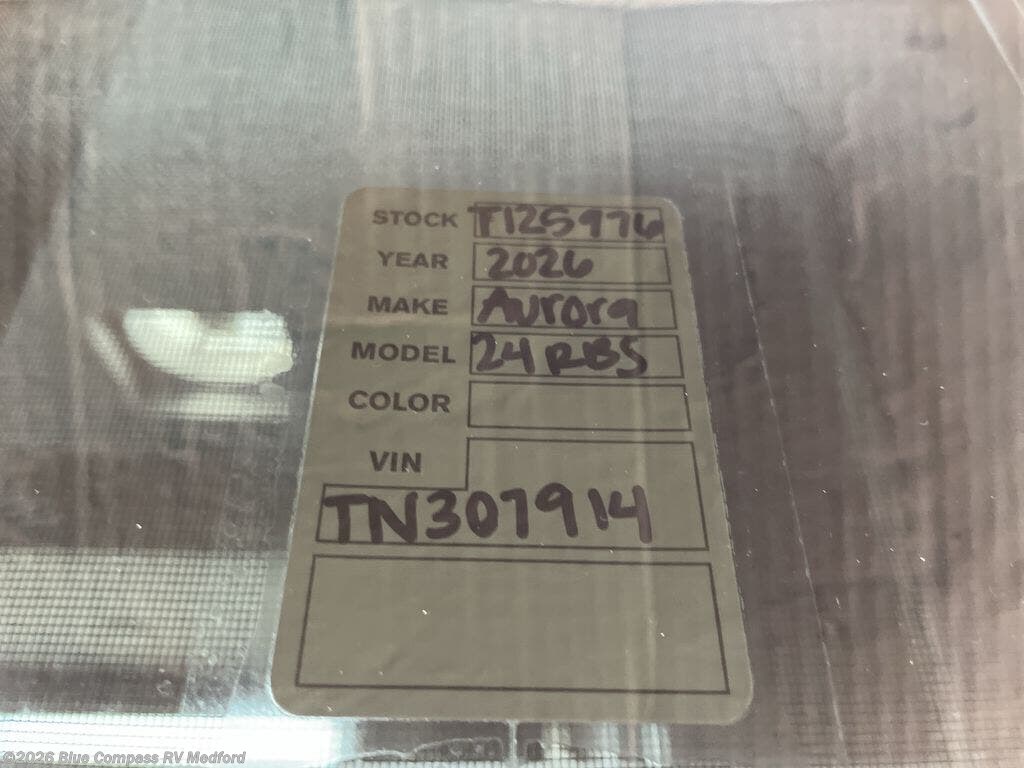 STOCK T125976
YEAR 2026
MAKE Aurora
MODEL 24RBS
COLOR
VIN
TN307914
©2026 Blue Compass RV Medford